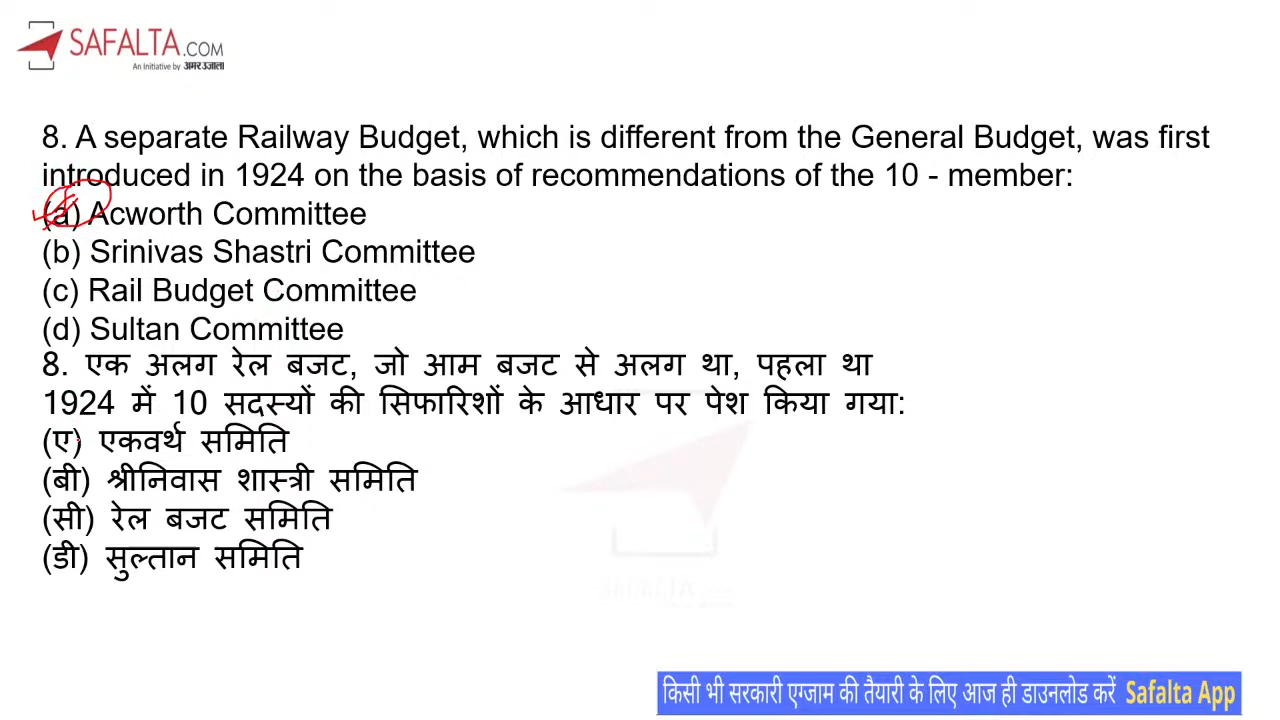 SAFALTA.COM
An Initiative by अमर उजाला
8. A separate Railway Budget, which is different from the General Budget, was first
introduced in 1924 on the basis of recommendations of the 10 - member:
(a) Acworth Committee
(b) Srinivas Shastri Committee
(c) Rail Budget Committee
(d) Sultan Committee
8. एक अलग रेल बजट, जो आम बजट से अलग था, पहला था
1924 में 10 सदस्यों की सिफारिशों के आधार पर पेश किया गया:
(ए) एकवर्थ समिति
(बी) श्रीनिवास शास्त्री समिति
(सी) रेल बजट समिति
(डी) सुल्तान समिति
किसी भी सरकारी एग्जाम की तैयारी के लिए आज ही डाउनलोड करें Safalta App